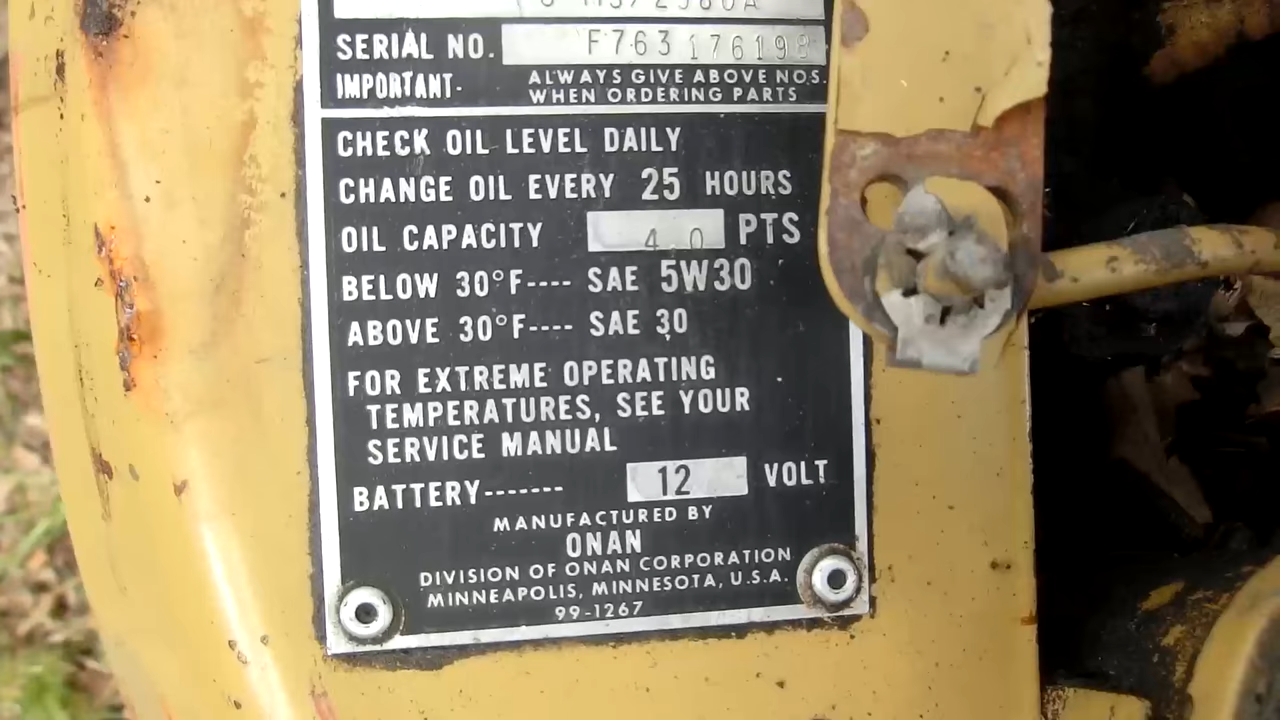 SERIAL NO. F763176198
IMPORTANT- ALWAYS GIVE ABOVE NOS.
WHEN ORDERING PARTS
CHECK OIL LEVEL DAILY
CHANGE OIL EVERY 25 HOURS
OIL CAPACITY 4.0 PTS
BELOW 30°F---- SAE 5W30
ABOVE 30°F---- SAE 30
FOR EXTREME OPERATING
TEMPERATURES, SEE YOUR
SERVICE MANUAL
BATTERY------- 12 VOLT
MANUFACTURED BY
ONAN
DIVISION OF ONAN CORPORATION
MINNEAPOLIS, MINNESOTA, U.S.A.
99-1267